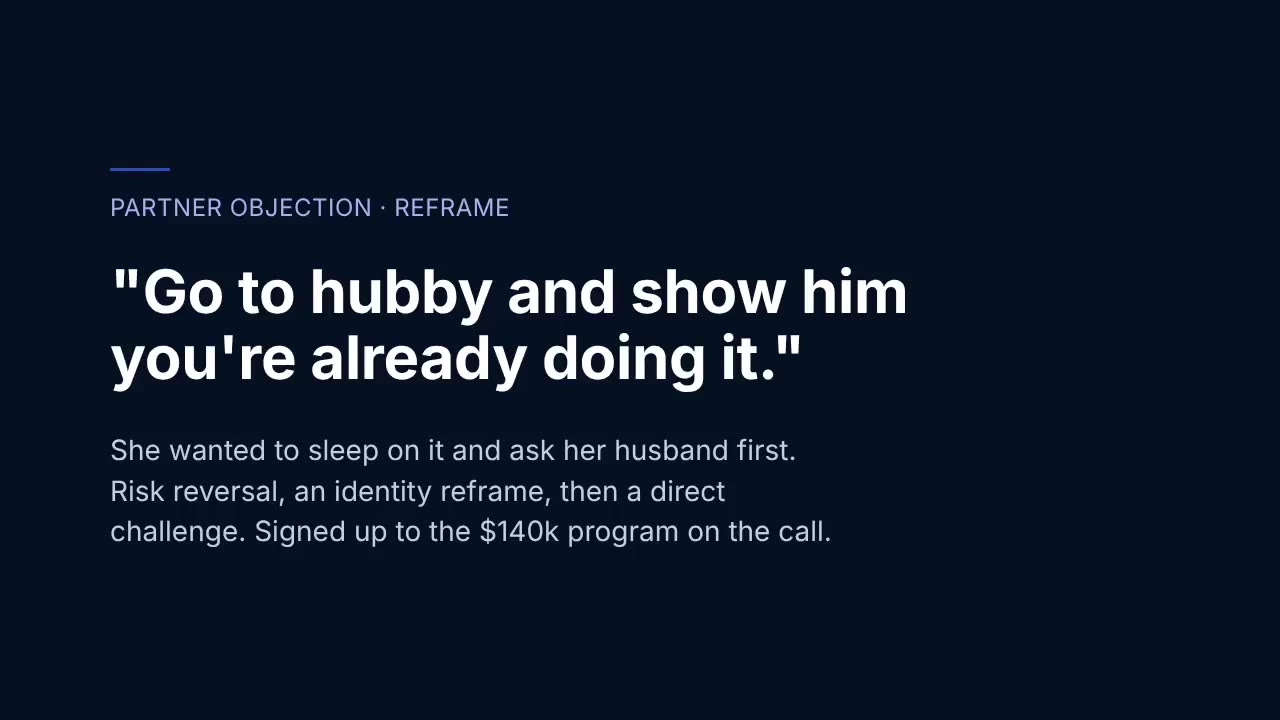 PARTNER OBJECTION · REFRAME
"Go to hubby and show him
you're already doing it."
She wanted to sleep on it and ask her husband first.
Risk reversal, an identity reframe, then a direct
challenge. Signed up to the $140k program on the call.